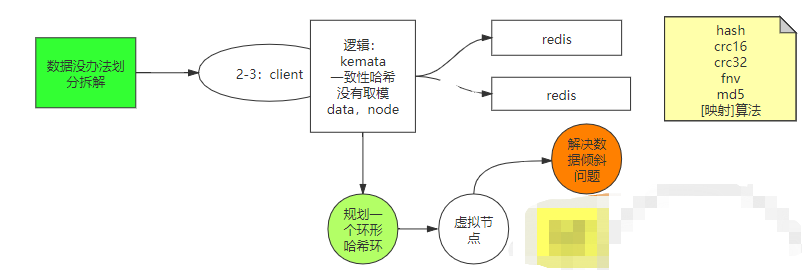 数据没办法划
分拆解
2-3：client
逻辑：
kemata
一致性哈希
没有取模
data，node
redis
redis
hash
crc16
crc32
fnv
md5
[映射]算法
规划一
个环形
哈希环
虚拟节
点
解决数
据倾斜
问题